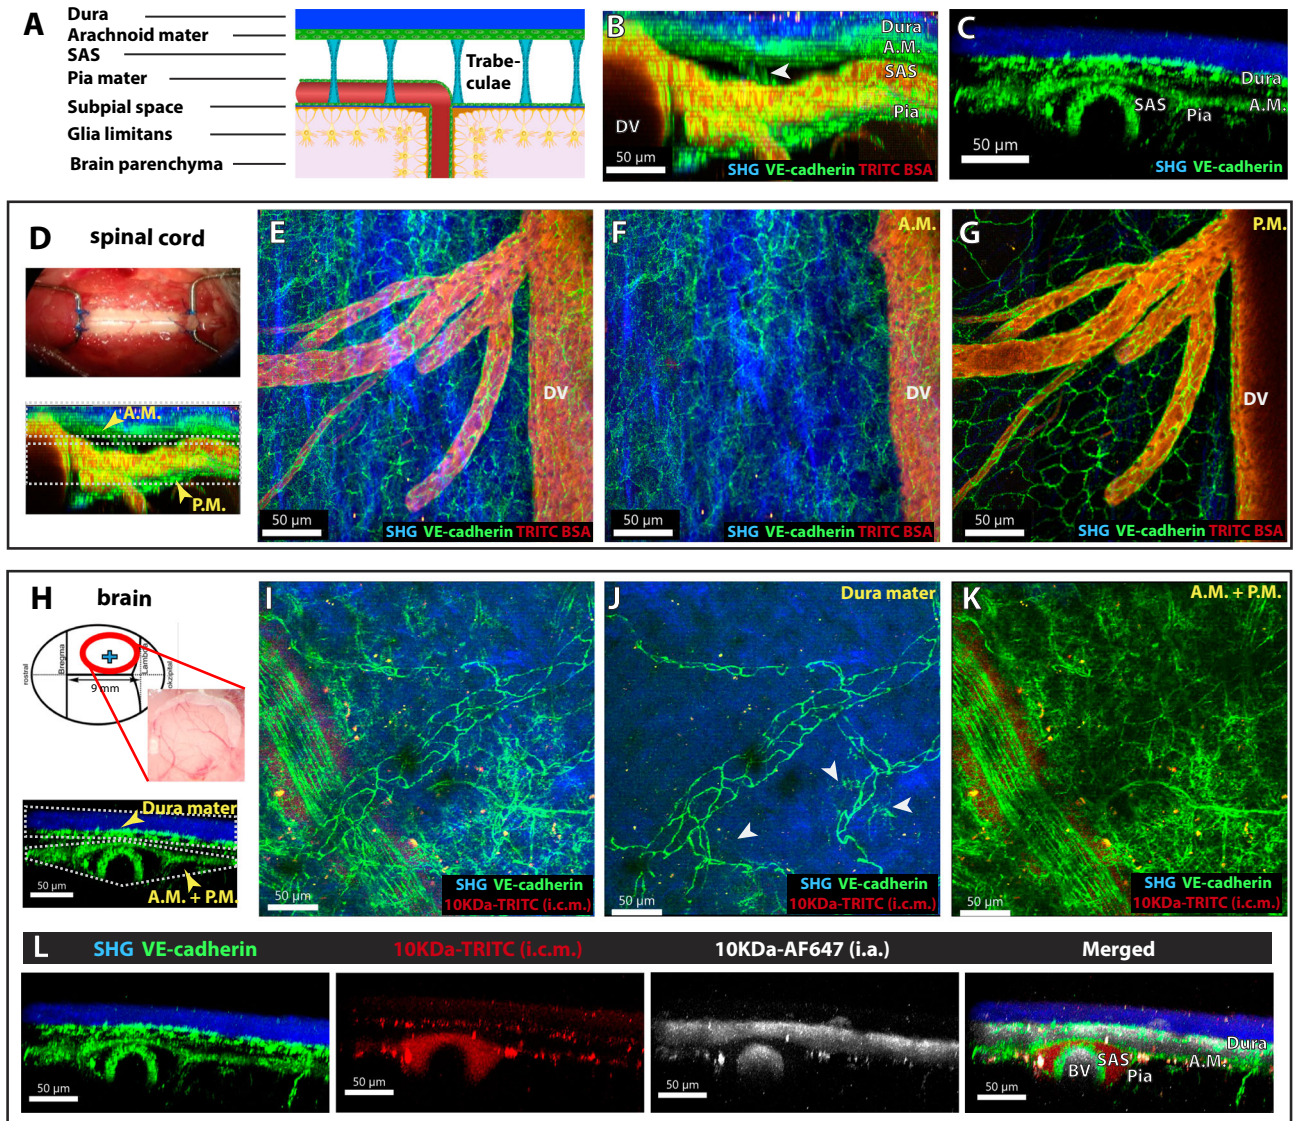 A
Dura
Arachnoid mater
SAS
Pia mater
Subpial space
Glia limitans
Brain parenchyma
Trabe-
culae
B
Dura
A.M.
SAS
Pia
DV
50 µm
SHG VE-cadherin TRITC BSA
C
Dura
A.M.
SAS
Pia
50 µm
SHG VE-cadherin
D
spinal cord
A.M.
P.M.
E
DV
50 µm
SHG VE-cadherin TRITC BSA
F
A.M.
DV
50 µm
SHG VE-cadherin TRITC BSA
G
P.M.
DV
50 µm
SHG VE-cadherin TRITC BSA
H
brain
rostral
Bregma
Lambda
okzipital
9 mm
Dura mater
50 µm
A.M. + P.M.
I
50 µm
SHG VE-cadherin
10KDa-TRITC (i.c.m.)
J
Dura mater
50 µm
SHG VE-cadherin
10KDa-TRITC (i.c.m.)
K
A.M. + P.M.
50 µm
SHG VE-cadherin
10KDa-TRITC (i.c.m.)
L
SHG VE-cadherin
10KDa-TRITC (i.c.m.)
10KDa-AF647 (i.a.)
Merged
50 µm
50 µm
50 µm
Dura
SAS
A.M.
BV
Pia
50 µm